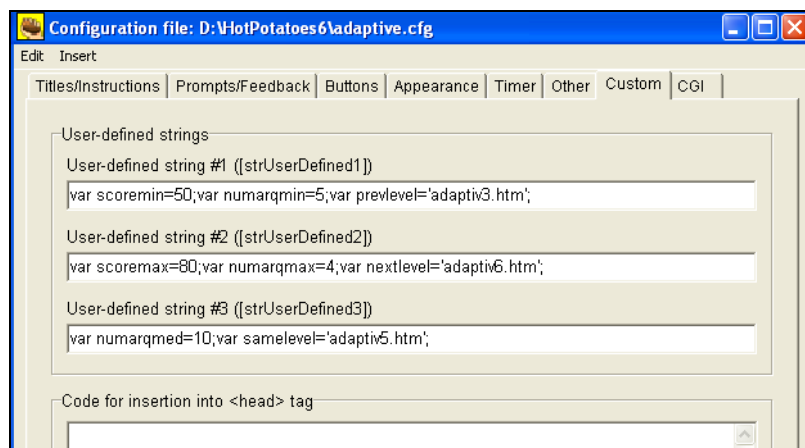 Configuration file: D:\HotPotatoes6\adaptive.cfg
Edit Insert
Titles/Instructions Prompts/Feedback Buttons Appearance Timer Other Custom CGI
User-defined strings
User-defined string #1 ([strUserDefined1])
var scoremin=50;var numarqmin=5;var prevlevel='adaptiv3.htm';
User-defined string #2 ([strUserDefined2])
var scoremax=80;var numarqmax=4;var nextlevel='adaptiv6.htm';
User-defined string #3 ([strUserDefined3])
var numarqmed=10;var samelevel='adaptiv5.htm';
Code for insertion into <head> tag